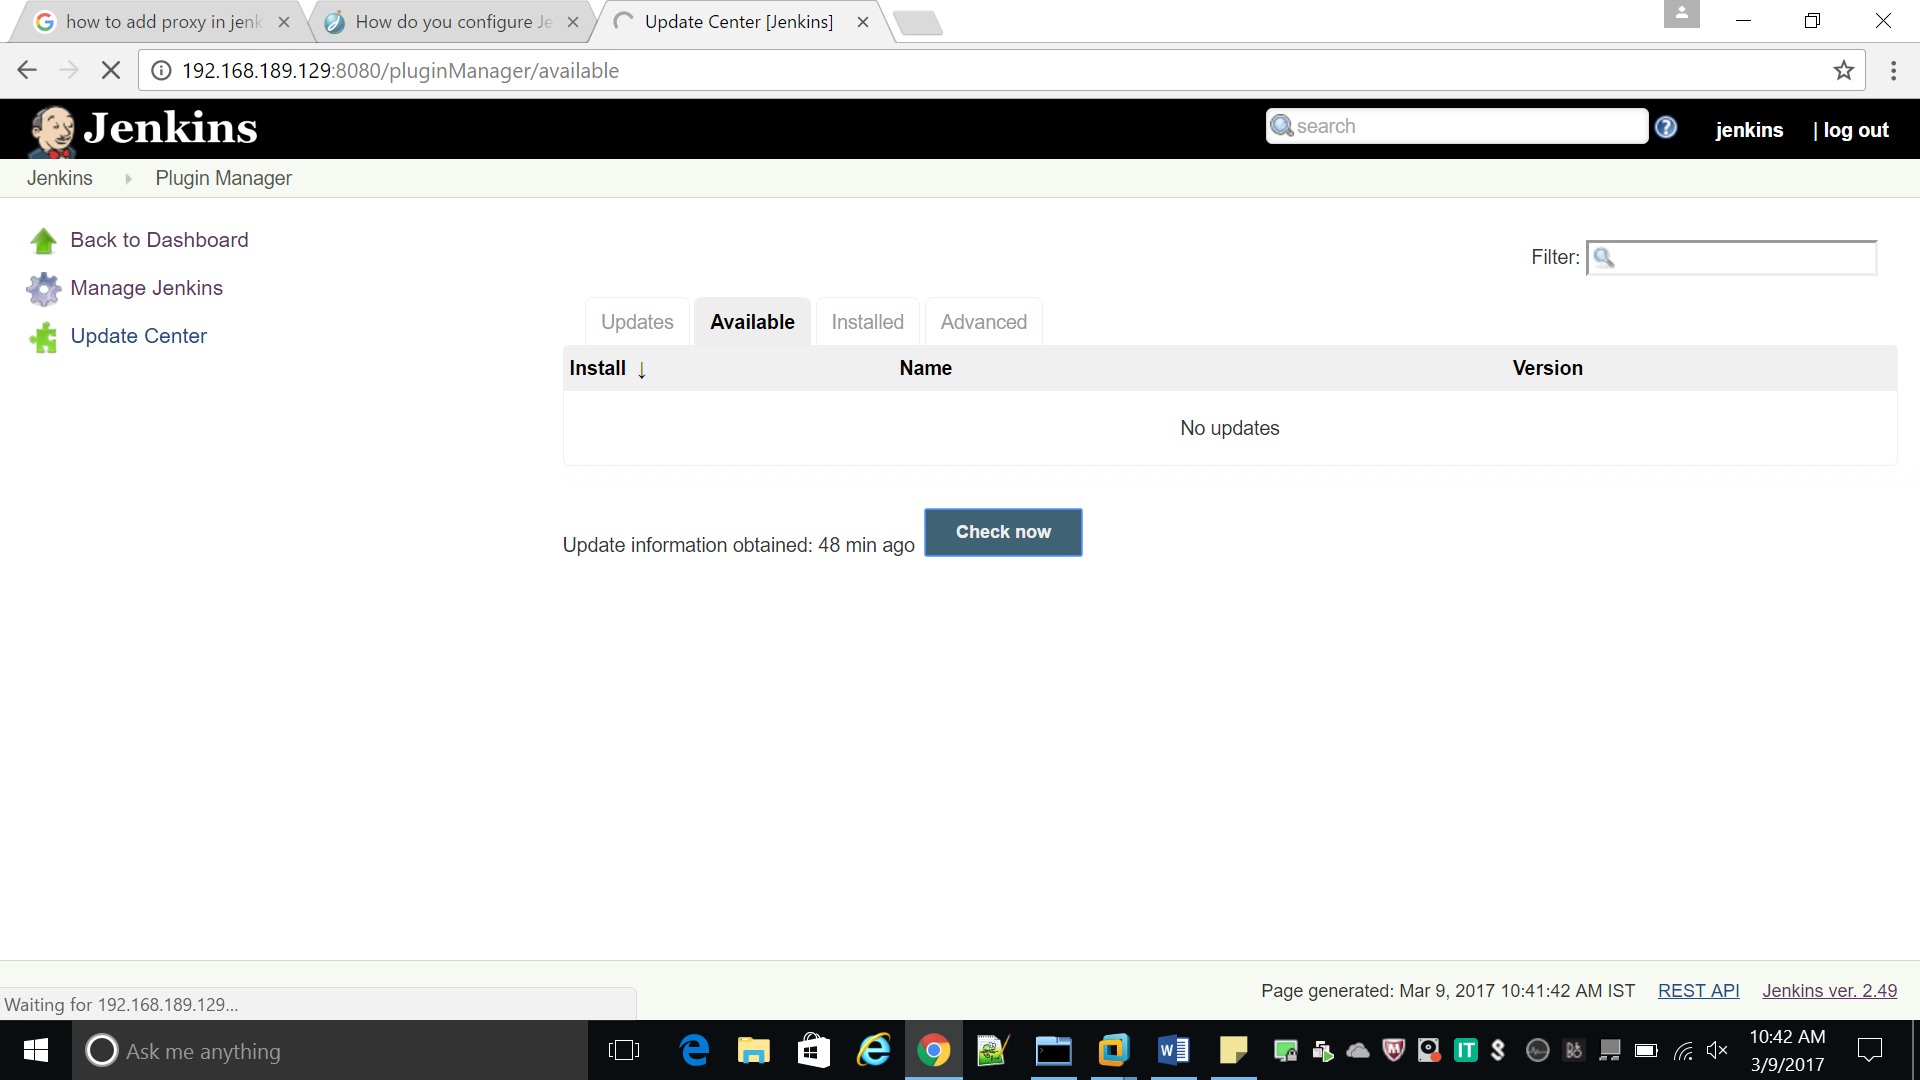 how to add proxy in jenk
How do you configure Je
Update Center [Jenkins]
192.168.189.129:8080/pluginManager/available
Jenkins
search
jenkins
| log out
Jenkins
Plugin Manager
Back to Dashboard
Manage Jenkins
Update Center
Filter:
Updates
Available
Installed
Advanced
Install ↓
Name
Version
No updates
Update information obtained: 48 min ago
Check now
Page generated: Mar 9, 2017 10:41:42 AM IST
REST API
Jenkins ver. 2.49
Waiting for 192.168.189.129...
Ask me anything
IT
10:42 AM
3/9/2017